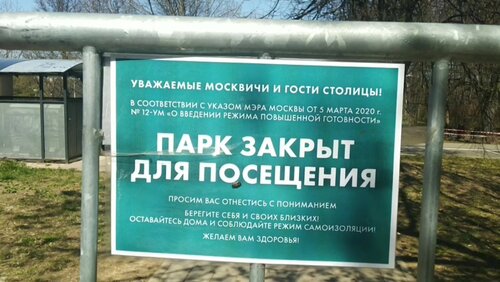 УВАЖАЕМЫЕ МОСКВИЧИ И ГОСТИ СТОЛИЦЫ!
В СООТВЕТСТВИИ С УКАЗОМ МЭРА МОСКВЫ ОТ 5 МАРТА 2020 г.
№ 12-УМ «О ВВЕДЕНИИ РЕЖИМА ПОВЫШЕННОЙ ГОТОВНОСТИ»
ПАРК ЗАКРЫТ
ДЛЯ ПОСЕЩЕНИЯ
ПРОСИМ ВАС ОТНЕСТИСЬ С ПОНИМАНИЕМ
БЕРЕГИТЕ СЕБЯ И СВОИХ БЛИЗКИХ!
ОСТАВАЙТЕСЬ ДОМА И СОБЛЮДАЙТЕ РЕЖИМ САМОИЗОЛЯЦИИ!
ЖЕЛАЕМ ВАМ ЗДОРОВЬЯ!